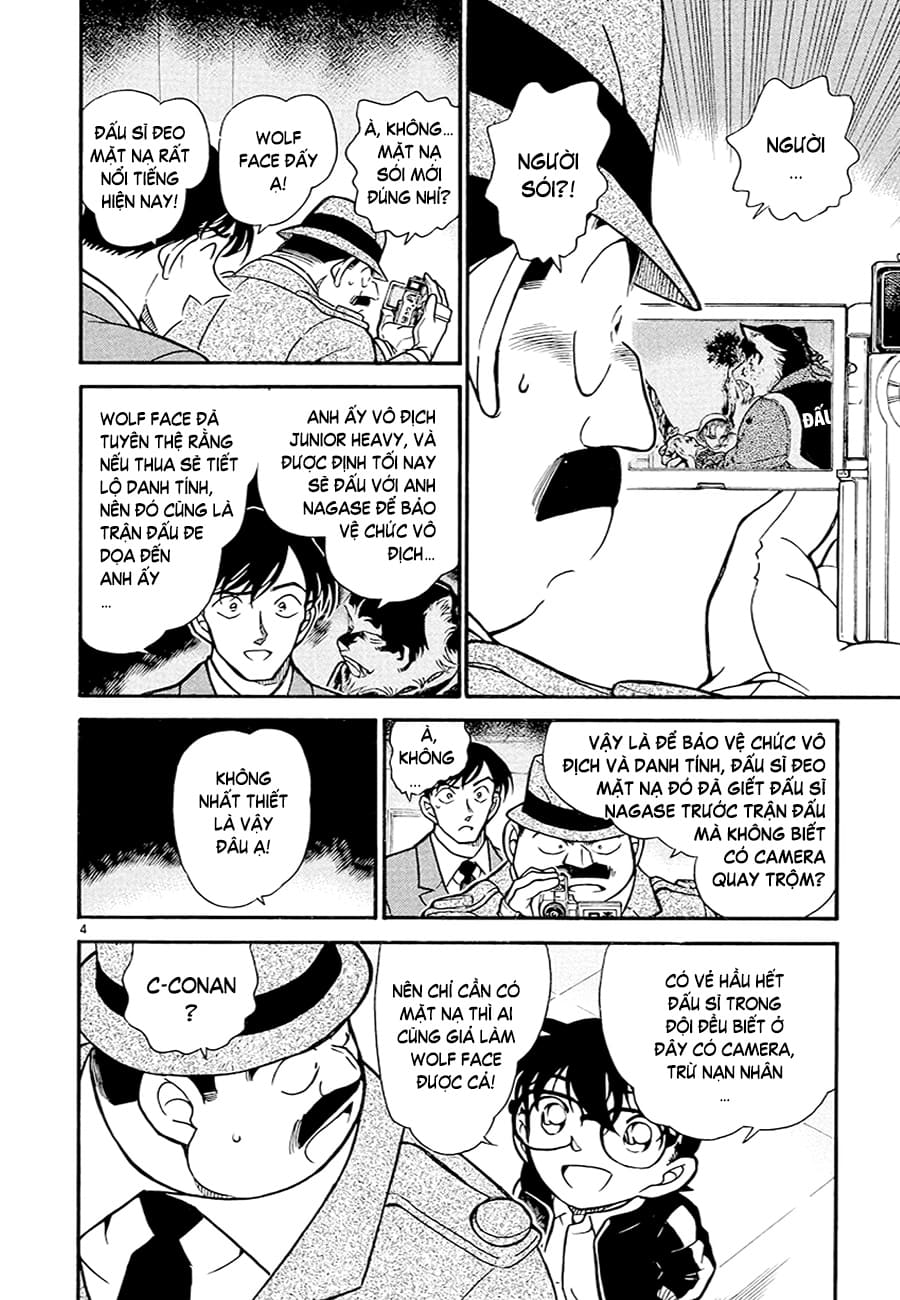 NGƯỜI
...
NGƯỜI
SÓI?!
À, KHÔNG...
MẶT NẠ
SÓI MỚI
ĐÚNG NHỈ?
WOLF
FACE ĐẤY
Ạ!
ĐẤU SĨ ĐEO
MẶT NẠ RẤT
NỔI TIẾNG
HIỆN NAY!
ĐẤU
ANH ẤY VÔ ĐỊCH
JUNIOR HEAVY, VÀ
ĐƯỢC ĐỊNH TỐI NAY
SẼ ĐẤU VỚI ANH
NAGASE ĐỂ BẢO
VỆ CHỨC VÔ
ĐỊCH...
WOLF FACE ĐÃ
TUYÊN THỆ RẰNG
NẾU THUA SẼ TIẾT
LỘ DANH TÍNH,
NÊN ĐÓ CŨNG LÀ
TRẬN ĐẤU ĐE
DỌA ĐẾN
ANH ẤY
...
VẬY LÀ ĐỂ BẢO VỆ CHỨC VÔ
ĐỊCH VÀ DANH TÍNH, ĐẤU SĨ ĐEO
MẶT NẠ ĐÓ ĐÃ GIẾT ĐẤU SĨ
NAGASE TRƯỚC TRẬN ĐẤU
MÀ KHÔNG BIẾT
CÓ CAMERA
QUAY TRỘM?
À,
KHÔNG
...
KHÔNG
NHẤT THIẾT
LÀ VẬY
ĐÂU Ạ!
4
CÓ VẺ HẦU HẾT
ĐẤU SĨ TRONG
ĐỘI ĐỀU BIẾT Ở
ĐÂY CÓ CAMERA,
TRỪ NẠN NHÂN
...
NÊN CHỈ CẦN CÓ
MẶT NẠ THÌ AI
CŨNG GIẢ LÀM
WOLF FACE
ĐƯỢC CẢ!
C-CONAN
?